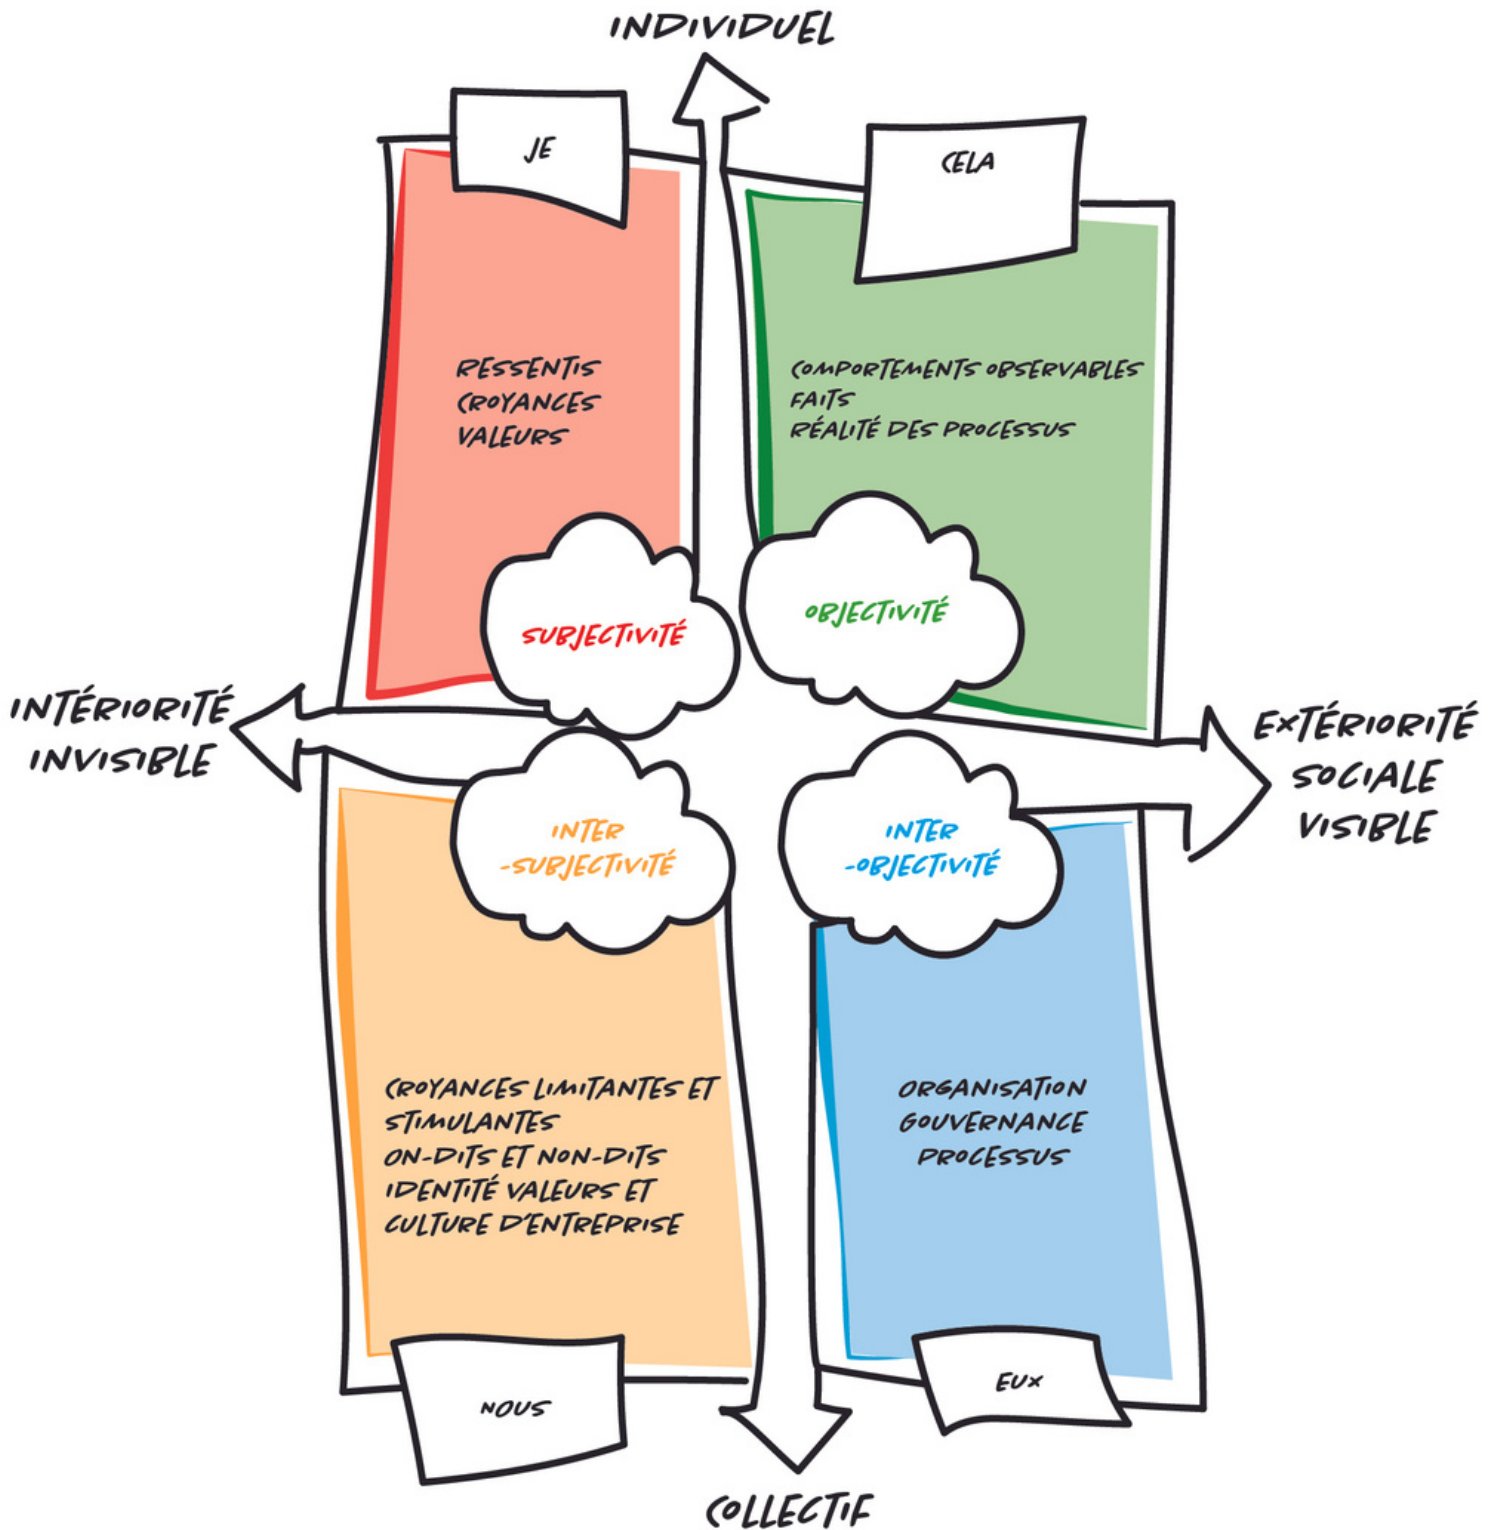 INDIVIDUEL
JE
CELA
RESSENTIS
CROYANCES
VALEURS
COMPORTEMENTS OBSERVABLES
FAITS
RÉALITÉ DES PROCESSUS
SUBJECTIVITÉ
OBJECTIVITÉ
INTÉRIORITÉ
INVISIBLE
EXTÉRIORITÉ
SOCIALE
VISIBLE
INTER
-SUBJECTIVITÉ
INTER
-OBJECTIVITÉ
CROYANCES LIMITANTES ET
STIMULANTES
ON-DITS ET NON-DITS
IDENTITÉ VALEURS ET
CULTURE D'ENTREPRISE
ORGANISATION
GOUVERNANCE
PROCESSUS
NOUS
EUX
COLLECTIF